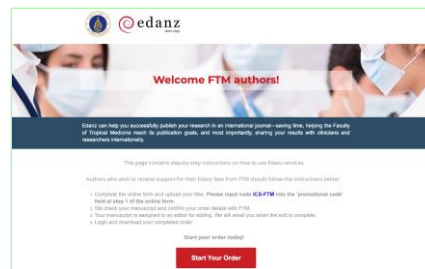 edanz
Welcome FTM authors!
Edanz can help you successfully publish your research in an international journal—saving time, helping the Faculty
of Tropical Medicine reach its publication goals, and most importantly, sharing your results with clinicians and
researchers internationally.
This page contains step-by-step instructions on how to use Edanz services.
Authors who wish to receive support for their Edanz fees from FTM should follow the instructions below:
1. Complete the online form and upload your files. Please input code ICS-FTM into the 'promotional code'
field at step 1 of the online form.
2. We check your manuscript and confirm your order details with FTM.
3. Your manuscript is assigned to an editor for editing. We will email you when the edit is complete.
4. Login and download your completed order.
Start your order today!
Start Your Order